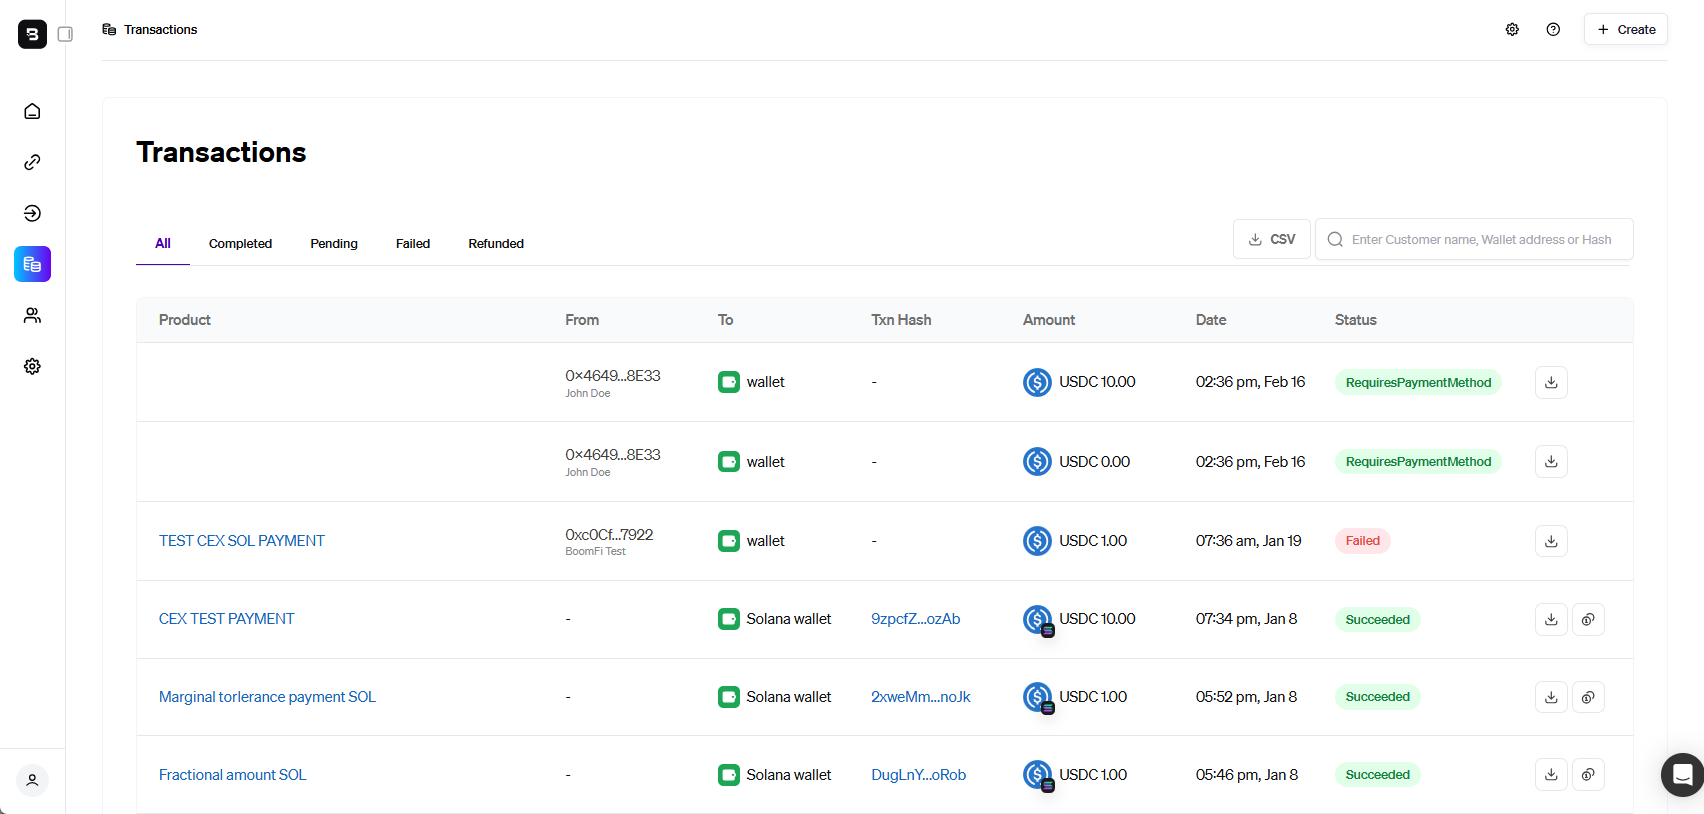 Transactions
Create
Transactions
All Completed Pending Failed Refunded CSV Enter Customer name, Wallet address or Hash
Product From To Txn Hash Amount Date Status
0x4649...8E33 wallet - USDC 10.00 02:36 pm, Feb 16 RequiresPaymentMethod
John Doe
0x4649...8E33 wallet - USDC 0.00 02:36 pm, Feb 16 RequiresPaymentMethod
John Doe
TEST CEX SOL PAYMENT 0xc0Cf...7922 wallet - USDC 1.00 07:36 am, Jan 19 Failed
BoomFi Test
CEX TEST PAYMENT - Solana wallet 9zpcfZ...ozAb USDC 10.00 07:34 pm, Jan 8 Succeeded
Marginal torlerance payment SOL - Solana wallet 2xweMm...noJk USDC 1.00 05:52 pm, Jan 8 Succeeded
Fractional amount SOL - Solana wallet DugLnY...oRob USDC 1.00 05:46 pm, Jan 8 Succeeded